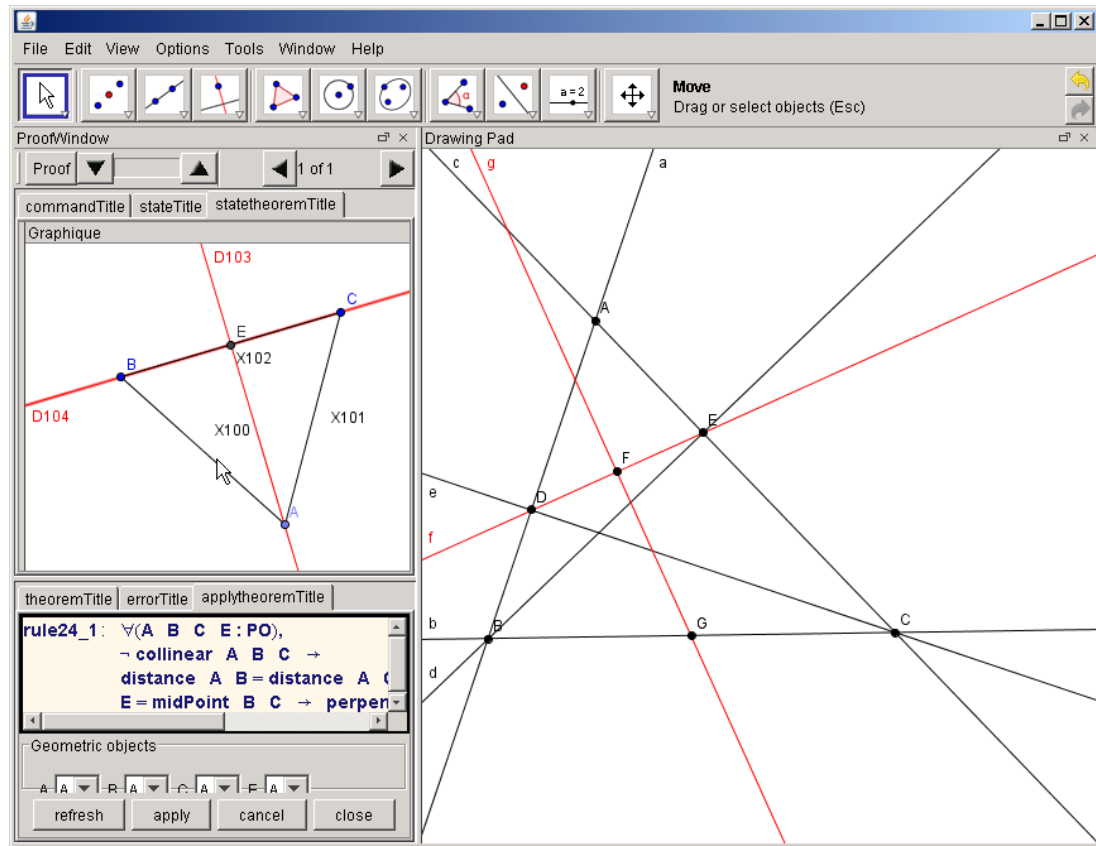 File Edit View Options Tools Window Help
α
a = 2
Move
Drag or select objects (Esc)
ProofWindow
Proof
1 of 1
commandTitle stateTitle statetheoremTitle
Graphique
D103
C
E
X102
B
D104
X100
X101
A
theoremTitle errorTitle applytheoremTitle
rule24_1: ∀(A B C E : PO),
¬ collinear A B C →
distance A B = distance A C
E = midPoint B C → perpen
Geometric objects
A A B A C A E A
refresh apply cancel close
Drawing Pad
c g a
A
E
F
e
D
f
b B G C
d